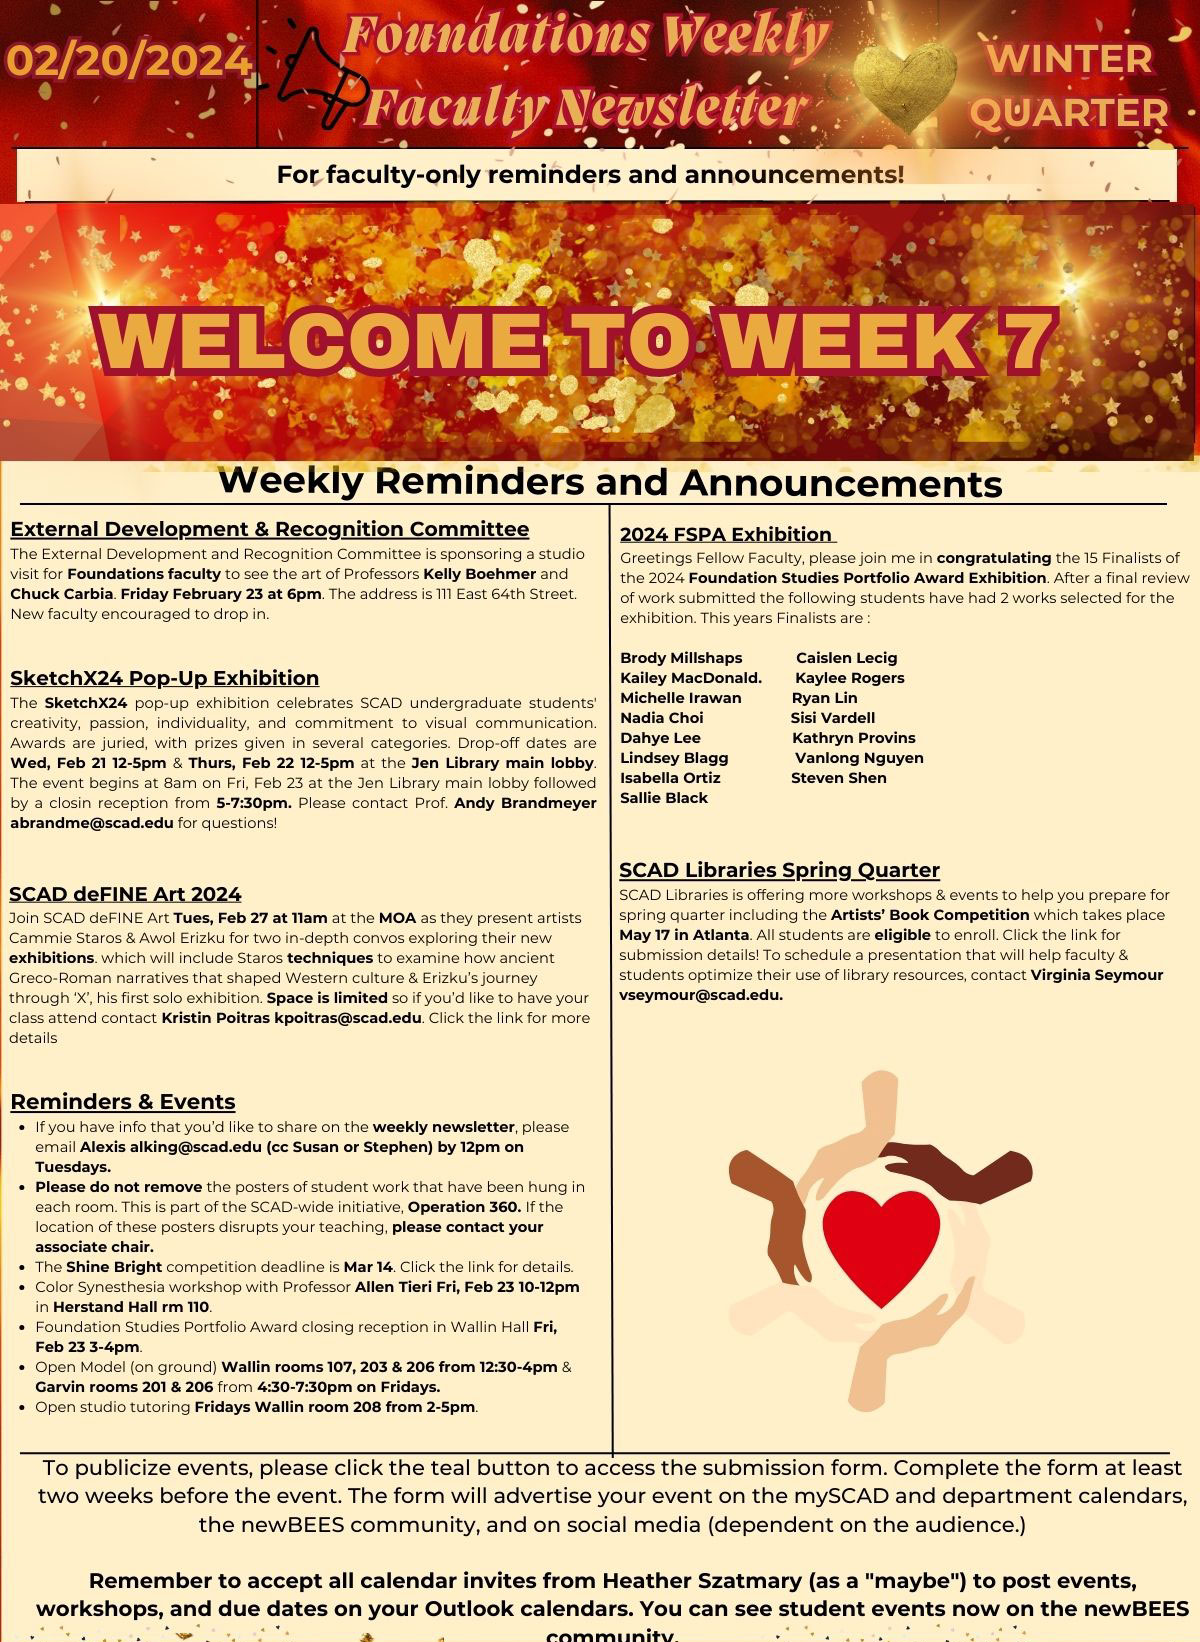 02/20/2024
Foundations Weekly
Faculty Newsletter
WINTER
QUARTER
For faculty-only reminders and announcements!
WELCOME TO WEEK 7
Weekly Reminders and Announcements
External Development & Recognition Committee
The External Development and Recognition Committee is sponsoring a studio
visit for Foundations faculty to see the art of Professors Kelly Boehmer and
Chuck Carbia. Friday February 23 at 6pm. The address is 111 East 64th Street.
New faculty encouraged to drop in.
SketchX24 Pop-Up Exhibition
The SketchX24 pop-up exhibition celebrates SCAD undergraduate students'
creativity, passion, individuality, and commitment to visual communication.
Awards are juried, with prizes given in several categories. Drop-off dates are
Wed, Feb 21 12-5pm & Thurs, Feb 22 12-5pm at the Jen Library main lobby.
The event begins at 8am on Fri, Feb 23 at the Jen Library main lobby followed
by a closin reception from 5-7:30pm. Please contact Prof. Andy Brandmeyer
abrandme@scad.edu for questions!
SCAD deFINE Art 2024
Join SCAD deFINE Art Tues, Feb 27 at 11am at the MOA as they present artists
Cammie Staros & Awol Erizku for two in-depth convos exploring their new
exhibitions. which will include Staros techniques to examine how ancient
Greco-Roman narratives that shaped Western culture & Erizku's journey
through ‘X’, his first solo exhibition. Space is limited so if you'd like to have your
class attend contact Kristin Poitras kpoitras@scad.edu. Click the link for more
details
Reminders & Events
• If you have info that you'd like to share on the weekly newsletter, please
email Alexis alking@scad.edu (cc Susan or Stephen) by 12pm on
Tuesdays.
• Please do not remove the posters of student work that have been hung in
each room. This is part of the SCAD-wide initiative, Operation 360. If the
location of these posters disrupts your teaching, please contact your
associate chair.
• The Shine Bright competition deadline is Mar 14. Click the link for details.
• Color Synesthesia workshop with Professor Allen Tieri Fri, Feb 23 10-12pm
in Herstand Hall rm 110.
• Foundation Studies Portfolio Award closing reception in Wallin Hall Fri,
Feb 23 3-4pm.
• Open Model (on ground) Wallin rooms 107, 203 & 206 from 12:30-4pm &
Garvin rooms 201 & 206 from 4:30-7:30pm on Fridays.
• Open studio tutoring Fridays Wallin room 208 from 2-5pm.
2024 FSPA Exhibition
Greetings Fellow Faculty, please join me in congratulating the 15 Finalists of
the 2024 Foundation Studies Portfolio Award Exhibition. After a final review
of work submitted the following students have had 2 works selected for the
exhibition. This years Finalists are :
Brody Millshaps Caislen Lecig
Kailey MacDonald. Kaylee Rogers
Michelle Irawan Ryan Lin
Nadia Choi Sisi Vardell
Dahye Lee Kathryn Provins
Lindsey Blagg Vanlong Nguyen
Isabella Ortiz Steven Shen
Sallie Black
SCAD Libraries Spring Quarter
SCAD Libraries is offering more workshops & events to help you prepare for
spring quarter including the Artists’ Book Competition which takes place
May 17 in Atlanta. All students are eligible to enroll. Click the link for
submission details! To schedule a presentation that will help faculty &
students optimize their use of library resources, contact Virginia Seymour
vseymour@scad.edu.
To publicize events, please click the teal button to access the submission form. Complete the form at least
two weeks before the event. The form will advertise your event on the mySCAD and department calendars,
the newBEES community, and on social media (dependent on the audience.)
Remember to accept all calendar invites from Heather Szatmary (as a "maybe") to post events,
workshops, and due dates on your Outlook calendars. You can see student events now on the newBEES
community.